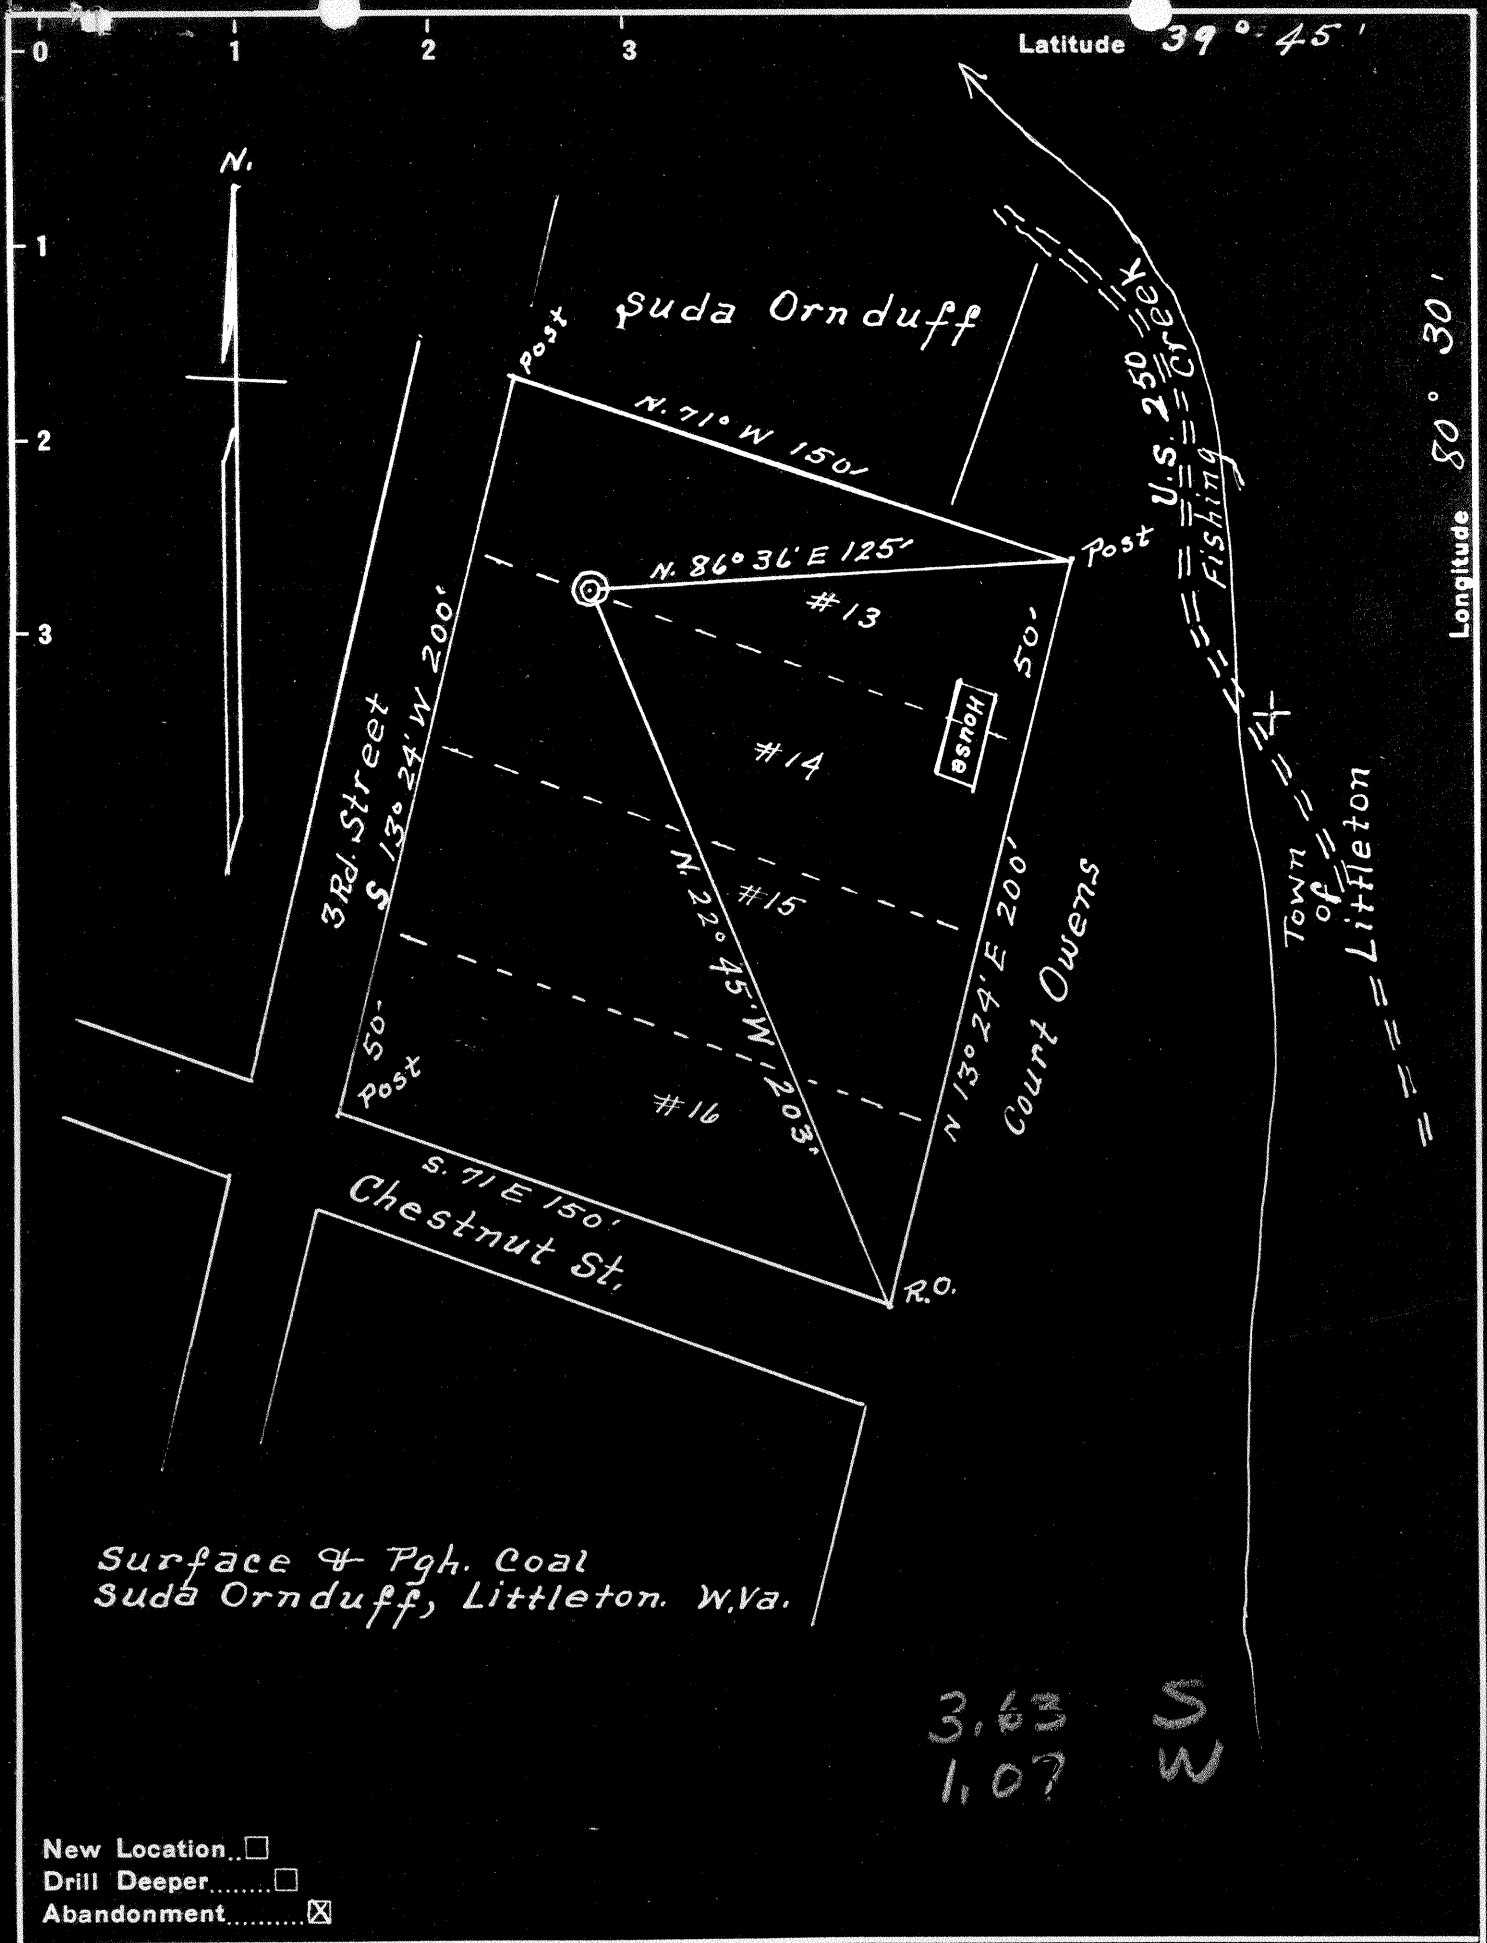 0 1 2 3
Latitude 39° 45'
1
2
3
N.
Longitude 80° 30'
Suda Ornduff
Post
N. 71° W 150'
Post
N. 86° 36' E 125'
#13
50'
House
#14
#15
#16
3Rd. Street
S 13° 24' W 200'
N. 22° 45' W 203'
N 13° 24' E 200'
Court Owens
U.S. 250
Fishing Creek
Town
of
Littleton
50'
Post
S. 71 E 150'
Chestnut St.
R.O.
Surface & Pgh. Coal
Suda Ornduff, Littleton. W.Va.
3.63 S
W
New Location..☐
Drill Deeper........☐
Abandonment..........☒